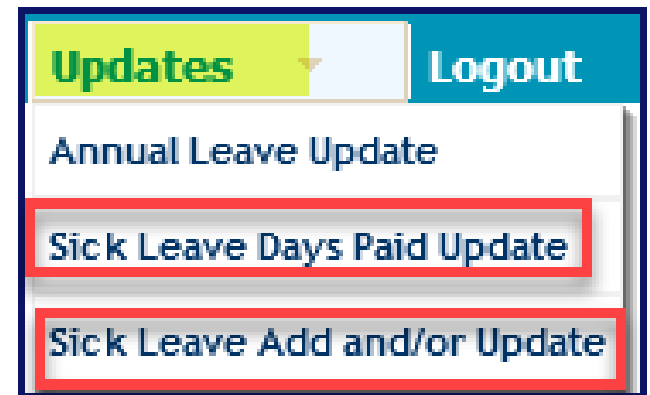 Updates Logout
Annual Leave Update
Sick Leave Days Paid Update
Sick Leave Add and/or Update